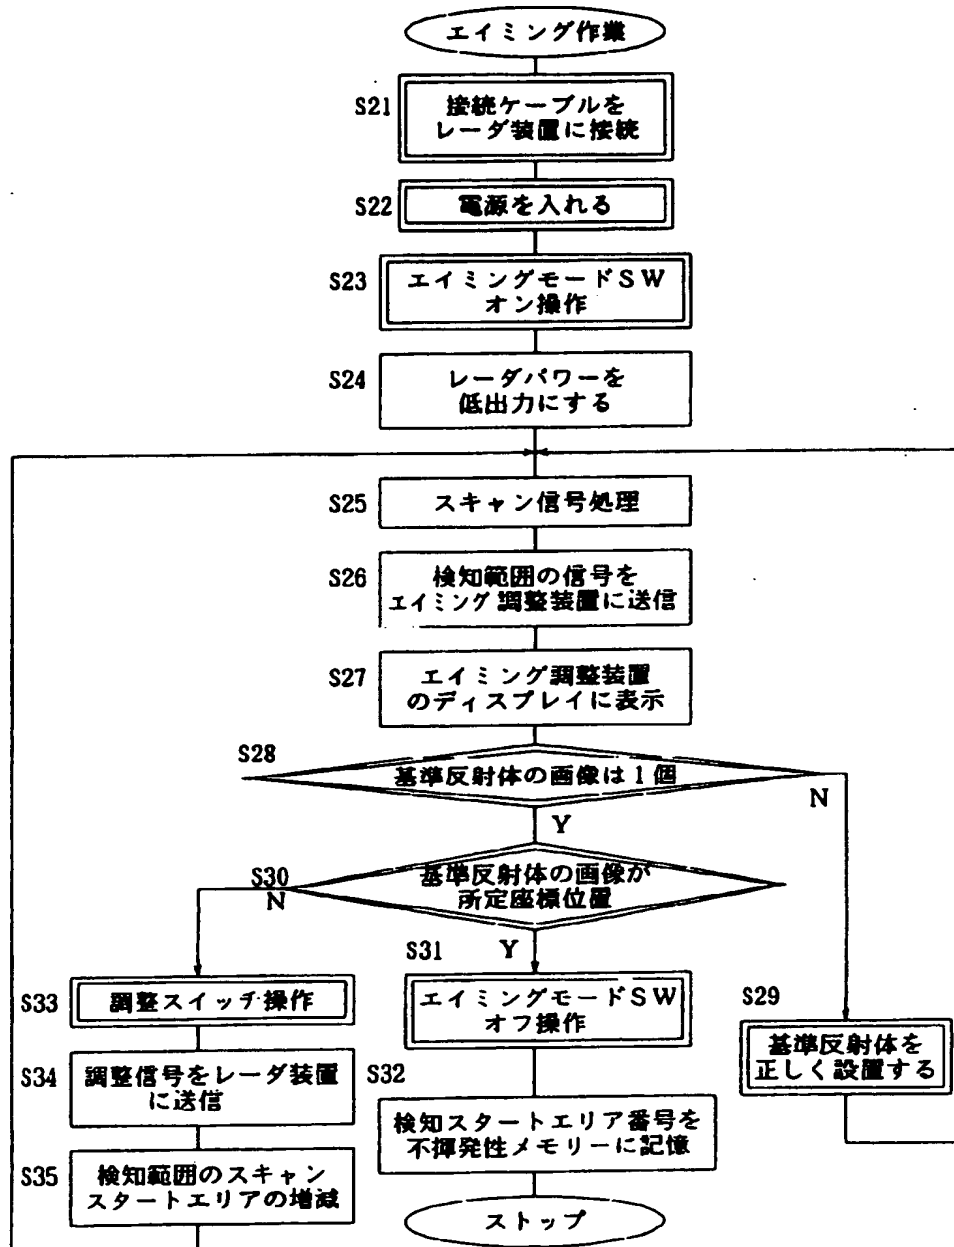 エイミング作業
S21
接続ケーブルを
レーダ装置に接続
S22
電源を入れる
S23
エイミングモードSW
オン操作
S24
レーダパワーを
低出力にする
S25
スキャン信号処理
S26
検知範囲の信号を
エイミング調整装置に送信
S27
エイミング調整装置
のディスプレイに表示
S28
基準反射体の画像は1個
N
Y
S30
基準反射体の画像が
所定座標位置
N
Y
S31
エイミングモードSW
オフ操作
S29
基準反射体を
正しく設置する
S33
調整スイッチ操作
S34
調整信号をレーダ装置
に送信
S32
検知スタートエリア番号を
不揮発性メモリーに記憶
S35
検知範囲のスキャン
スタートエリアの増減
ストップ